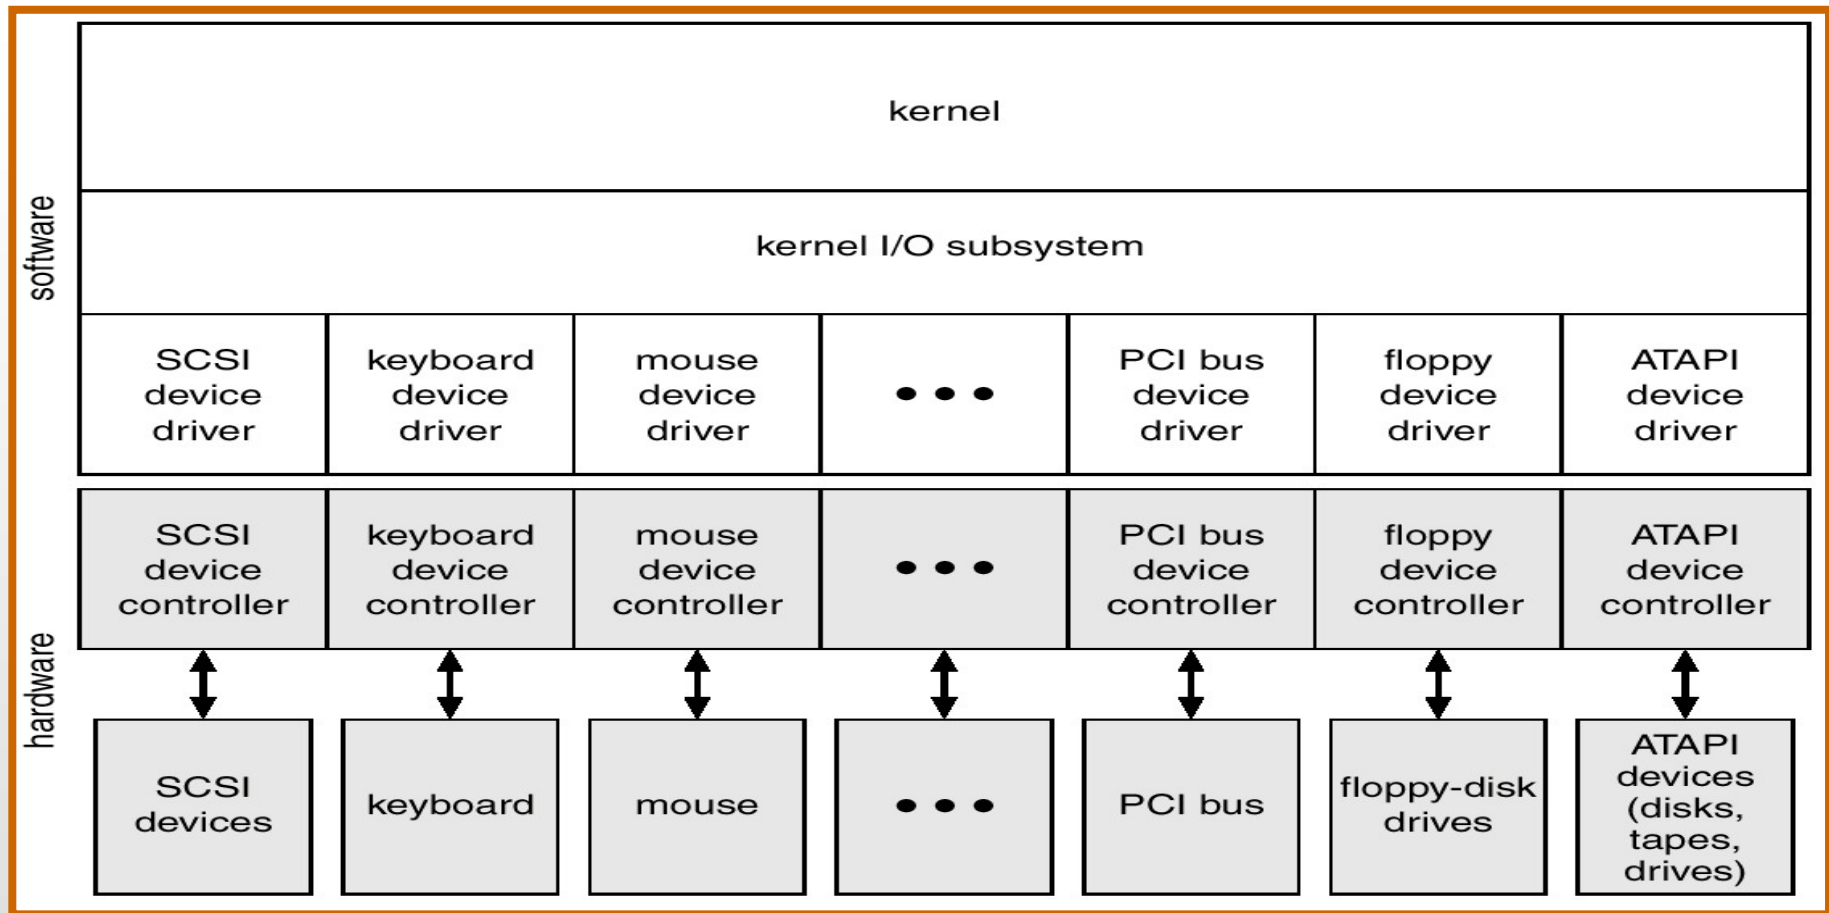 software
kernel
kernel I/O subsystem
SCSI
device
driver
keyboard
device
driver
mouse
device
driver
• • •
PCI bus
device
driver
floppy
device
driver
ATAPI
device
driver
hardware
SCSI
device
controller
keyboard
device
controller
mouse
device
controller
• • •
PCI bus
device
controller
floppy
device
controller
ATAPI
device
controller
SCSI
devices
keyboard
mouse
• • •
PCI bus
floppy-disk
drives
ATAPI
devices
(disks,
tapes,
drives)